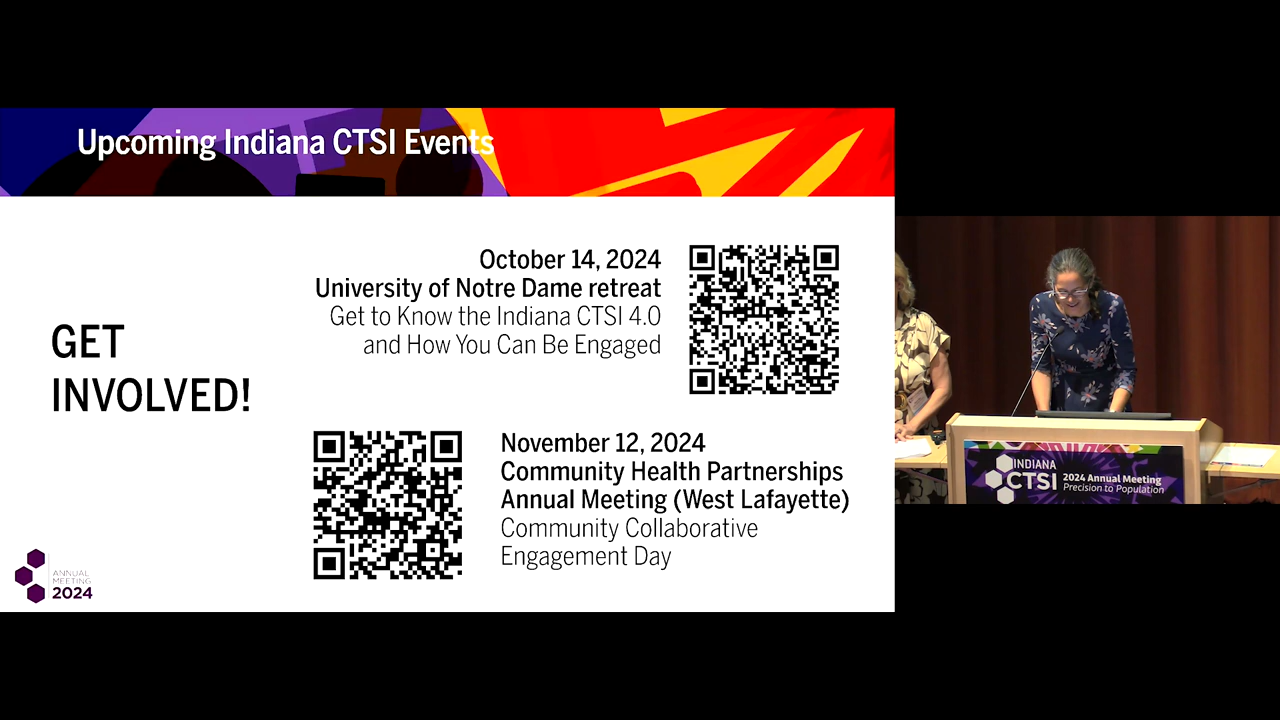 Upcoming Indiana CTSI Events
GET
INVOLVED!
October 14, 2024
University of Notre Dame retreat
Get to Know the Indiana CTSI 4.0
and How You Can Be Engaged
November 12, 2024
Community Health Partnerships
Annual Meeting (West Lafayette)
Community Collaborative
Engagement Day
ANNUAL
MEETING
2024
INDIANA
CTSI
2024 Annual Meeting
Precision to Population